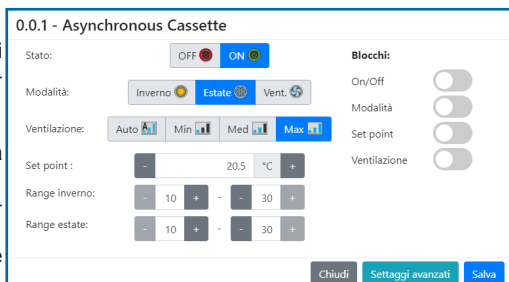 0.0.1 - Asynchronous Cassette
Stato: OFF ON
Modalità: Inverno Estate Vent.
Ventilazione: Auto Min Med Max
Set point : - 20.5 °C +
Range inverno: - 10 + - - 30 +
Range estate: - 10 + - - 30 +
Blocchi:
On/Off
Modalità
Set point
Ventilazione
Chiudi Settaggi avanzati Salva